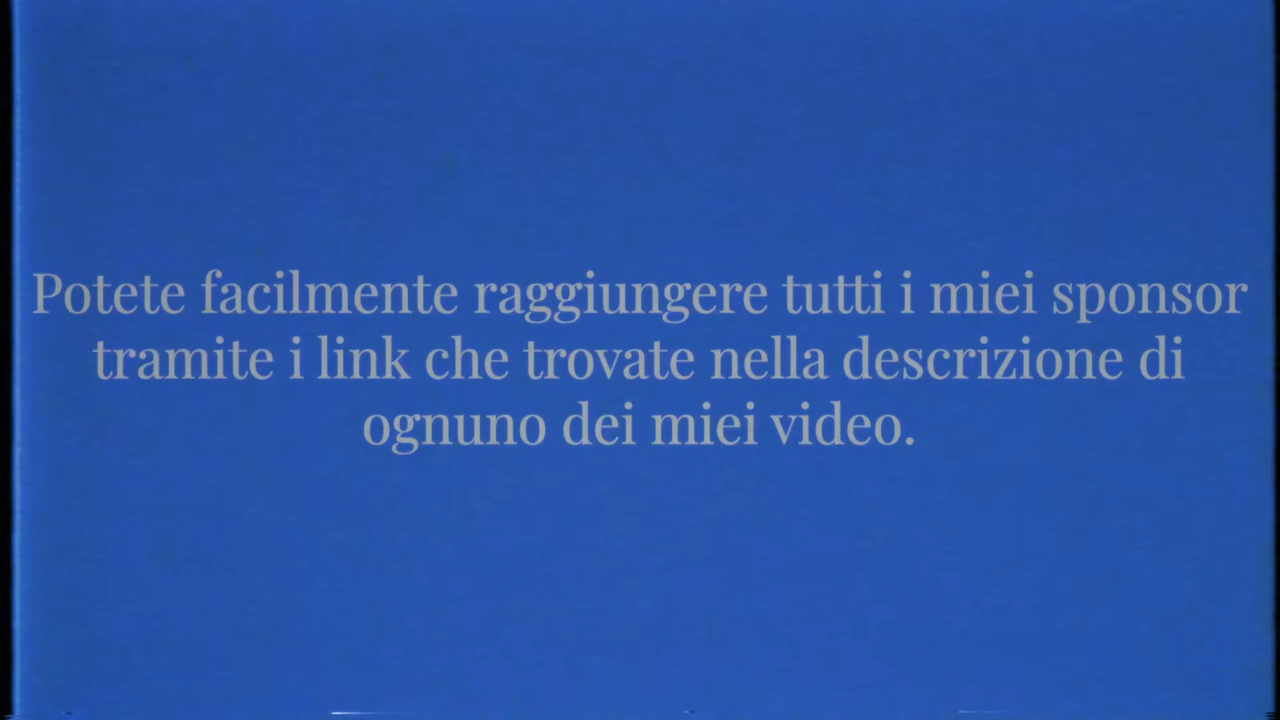 Potete facilmente raggiungere tutti i miei sponsor
tramite i link che trovate nella descrizione di
ognuno dei miei video.